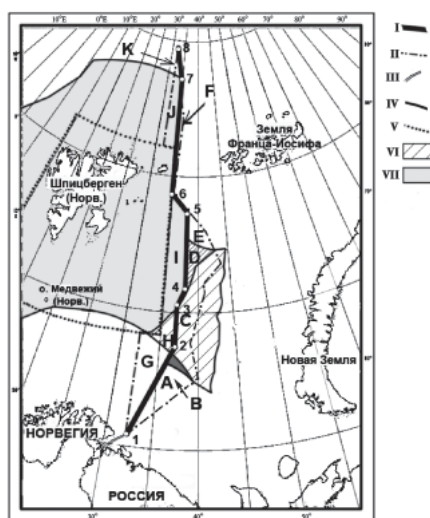 10° 0°E 10° 20° 30° 40° 50° 60° 70° 80° 90°
K
8
7
J
F
Земля
Франца-Иосифа
Шпицберген
(Норв.)
6
5
E
I
D
4
о. Медвежий
(Норв.)
3
C
H
2
G
A
B
Новая Земля
НОРВЕГИЯ
1
РОССИЯ
40°
50°
I
II
III
IV
V
VI
VII